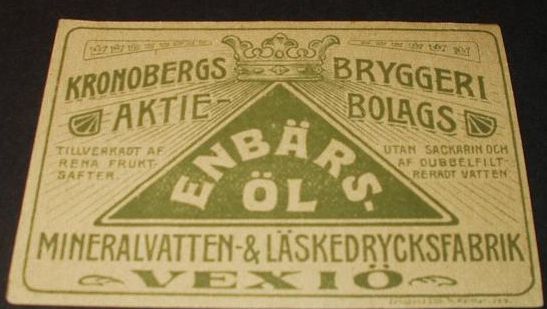 KRONOBERGS BRYGGERI
AKTIE- BOLAGS
TILLVERKADT AF
RENA FRUKT-
SAFTER.
UTAN SACKARIN OCH
AF DUBBELFILT-
RERADT VATTEN
ENBÄRS-
ÖL
MINERALVATTEN-& LÄSKEDRYCKSFABRIK
VEXIÖ